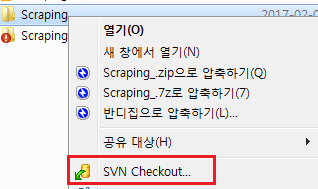 Scraping
2017-02-0
Scraping
열기(O)
새 창에서 열기(N)
Scraping_.zip으로 압축하기(Q)
Scraping_.7z로 압축하기(7)
반디집으로 압축하기(L)...
공유 대상(H)
SVN Checkout...